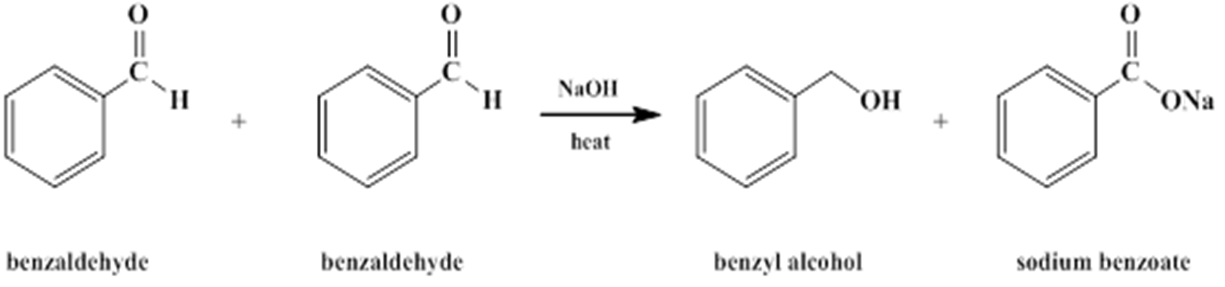 O
O
O
C
H
+
C
H
NaOH
heat
OH
+
C
ONa
benzaldehyde
benzaldehyde
benzyl alcohol
sodium benzoate